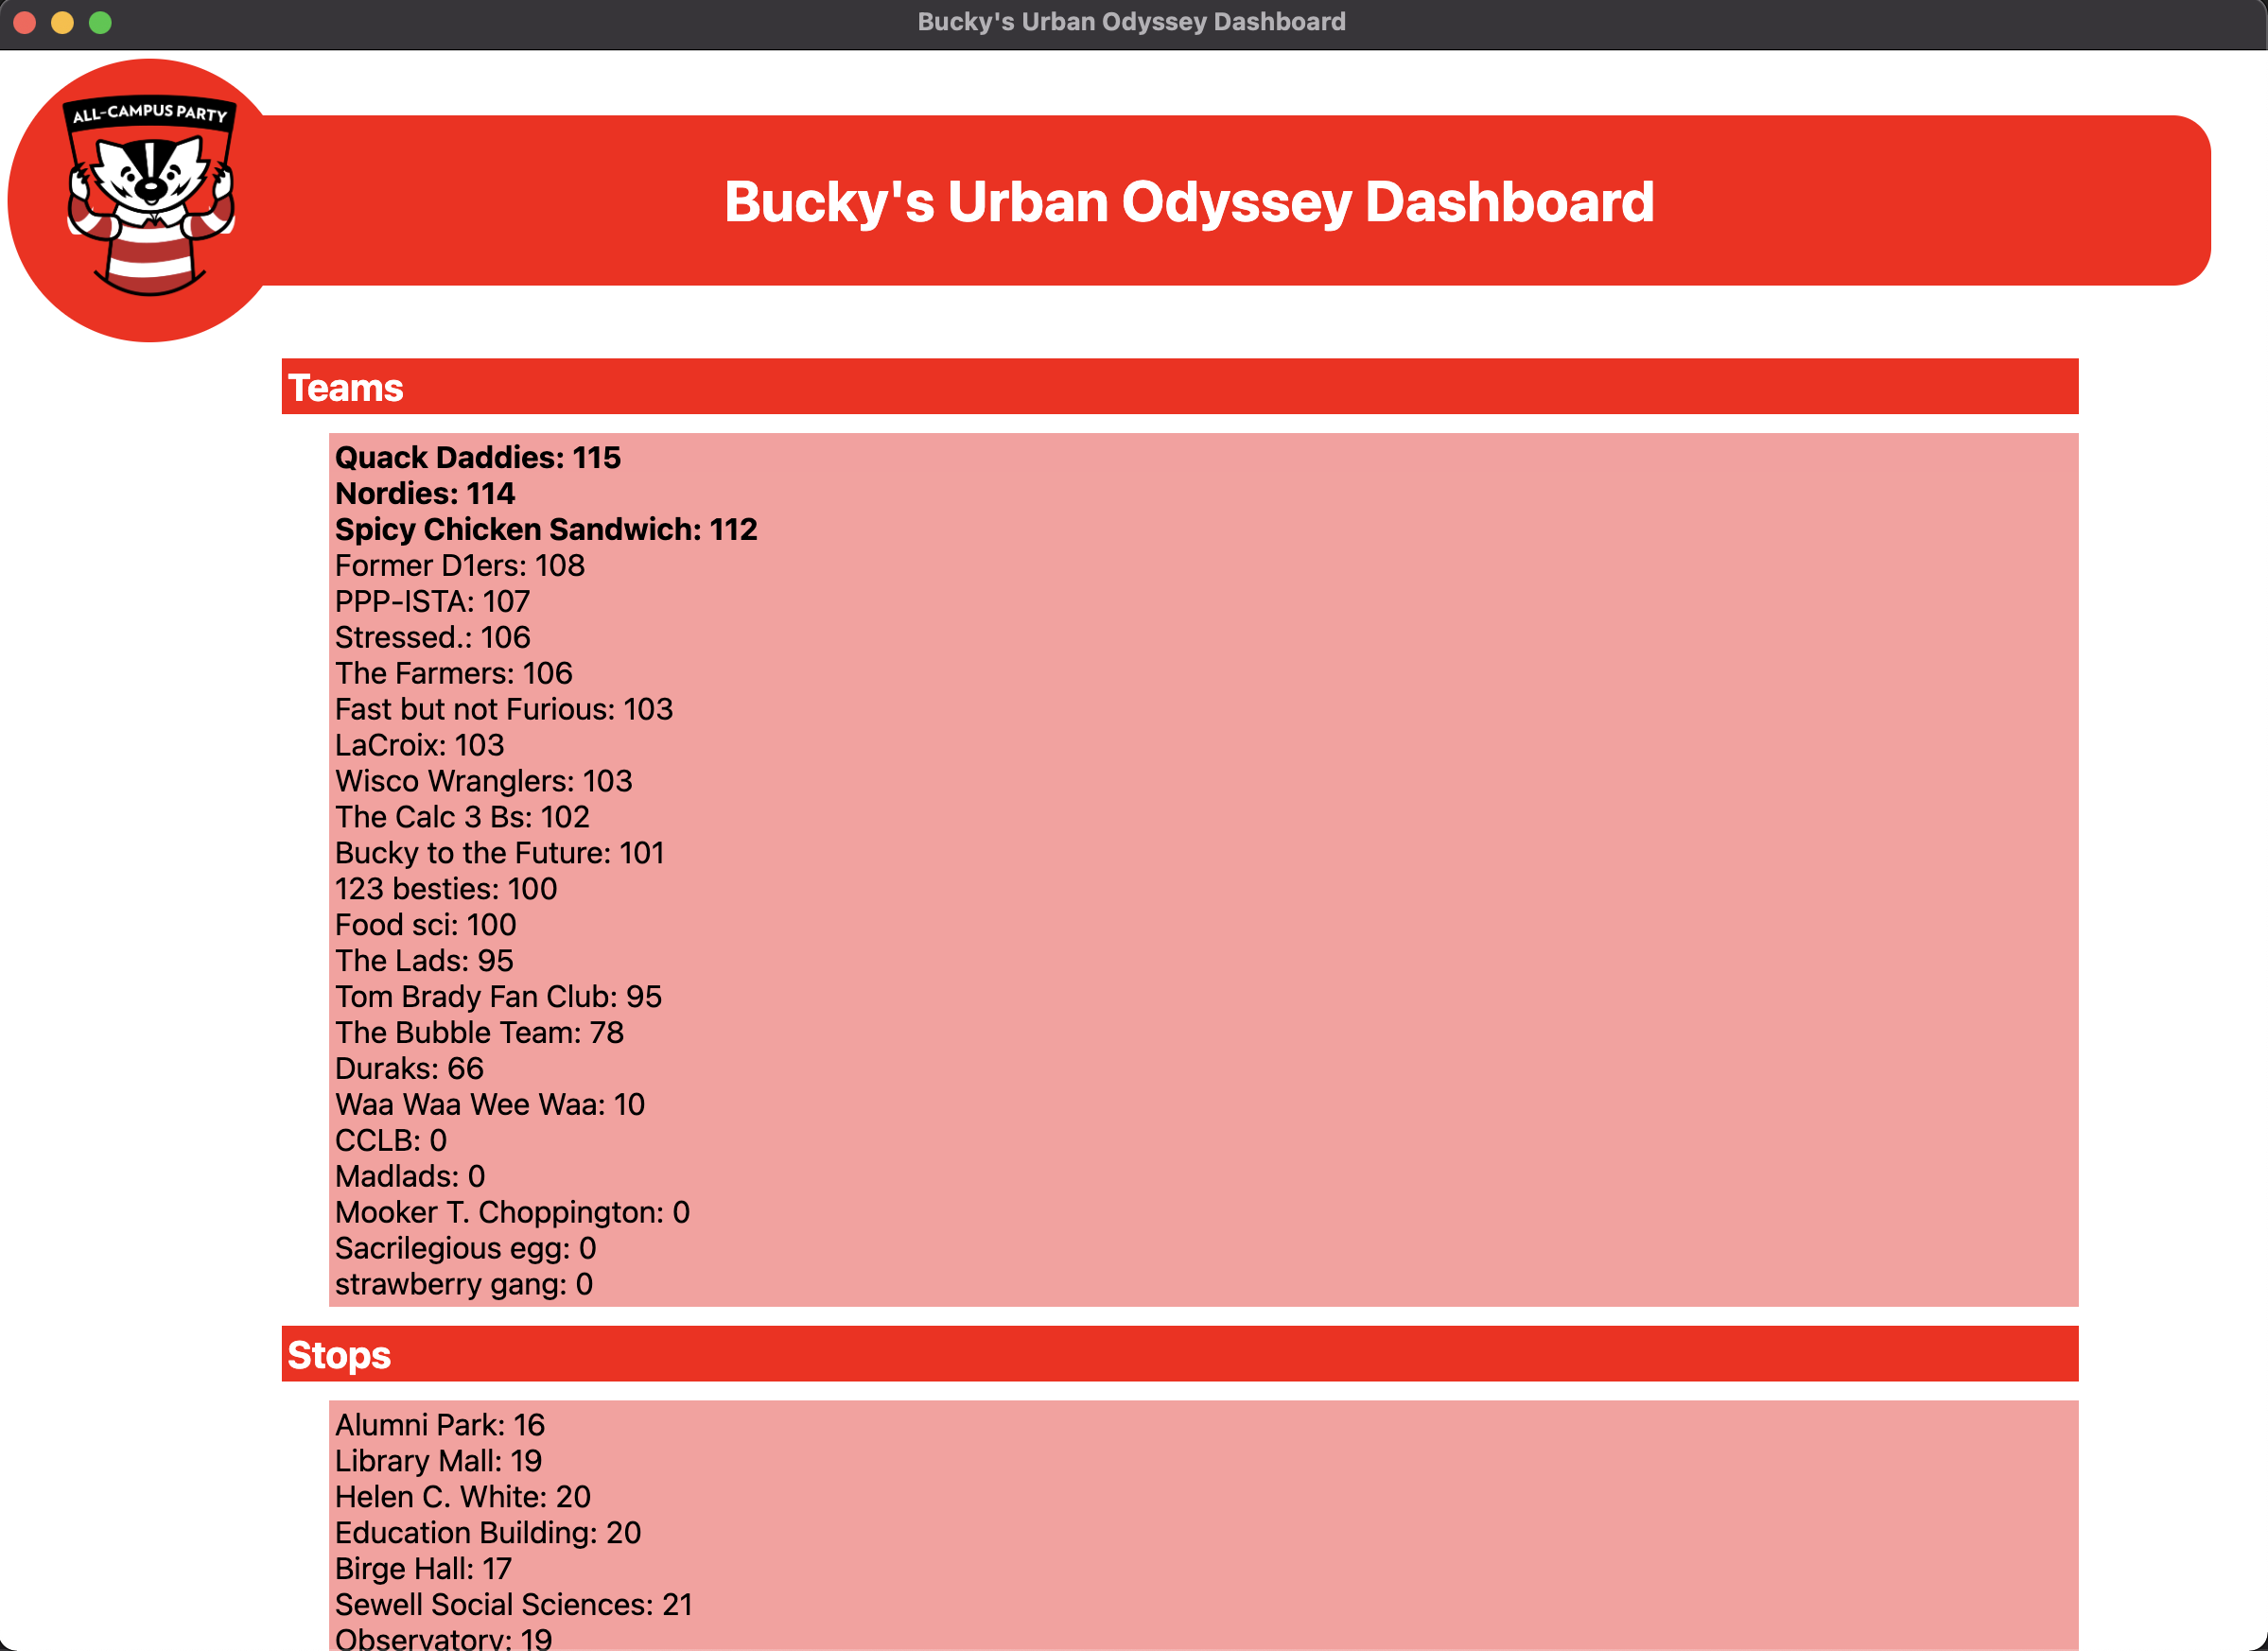 Bucky's Urban Odyssey Dashboard
ALL-CAMPUS PARTY
Bucky's Urban Odyssey Dashboard
Teams
Quack Daddies: 115
Nordies: 114
Spicy Chicken Sandwich: 112
Former D1ers: 108
PPP-ISTA: 107
Stressed.: 106
The Farmers: 106
Fast but not Furious: 103
LaCroix: 103
Wisco Wranglers: 103
The Calc 3 Bs: 102
Bucky to the Future: 101
123 besties: 100
Food sci: 100
The Lads: 95
Tom Brady Fan Club: 95
The Bubble Team: 78
Duraks: 66
Waa Waa Wee Waa: 10
CCLB: 0
Madlads: 0
Mooker T. Choppington: 0
Sacrilegious egg: 0
strawberry gang: 0
Stops
Alumni Park: 16
Library Mall: 19
Helen C. White: 20
Education Building: 20
Birge Hall: 17
Sewell Social Sciences: 21
Observatory: 19